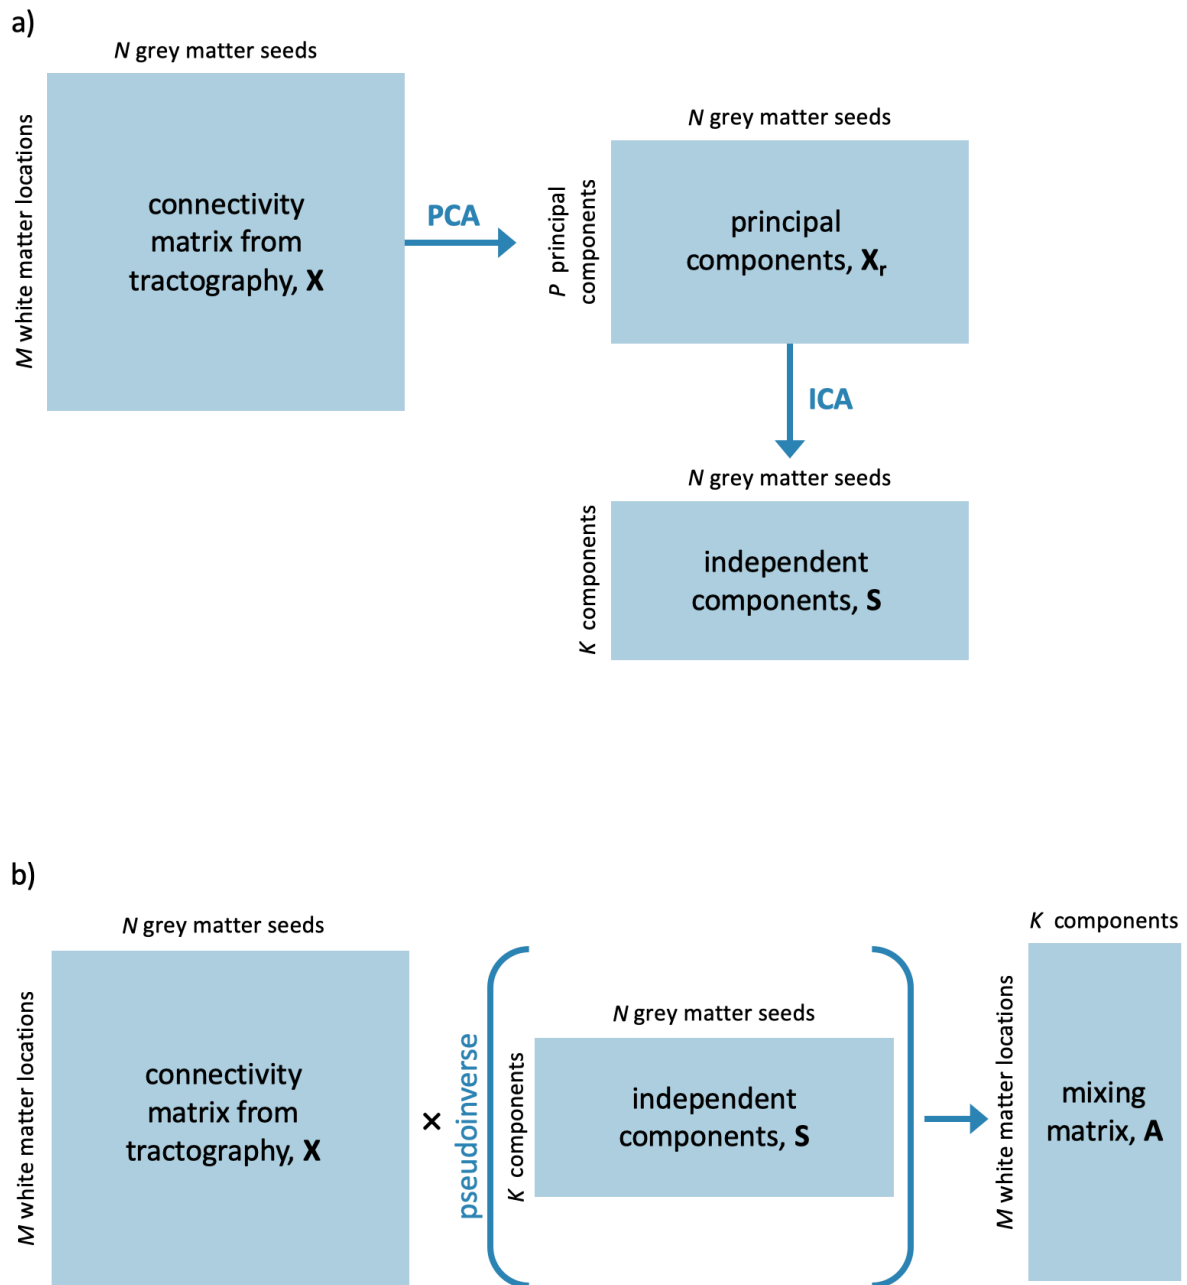 a)
N grey matter seeds
M white matter locations
connectivity
matrix from
tractography, X
PCA
N grey matter seeds
P principal
components
principal
components, Xr
ICA
N grey matter seeds
K components
independent
components, S
b)
N grey matter seeds
M white matter locations
connectivity
matrix from
tractography, X
×
pseudoinverse
N grey matter seeds
K components
independent
components, S
K components
M white matter locations
mixing
matrix, A